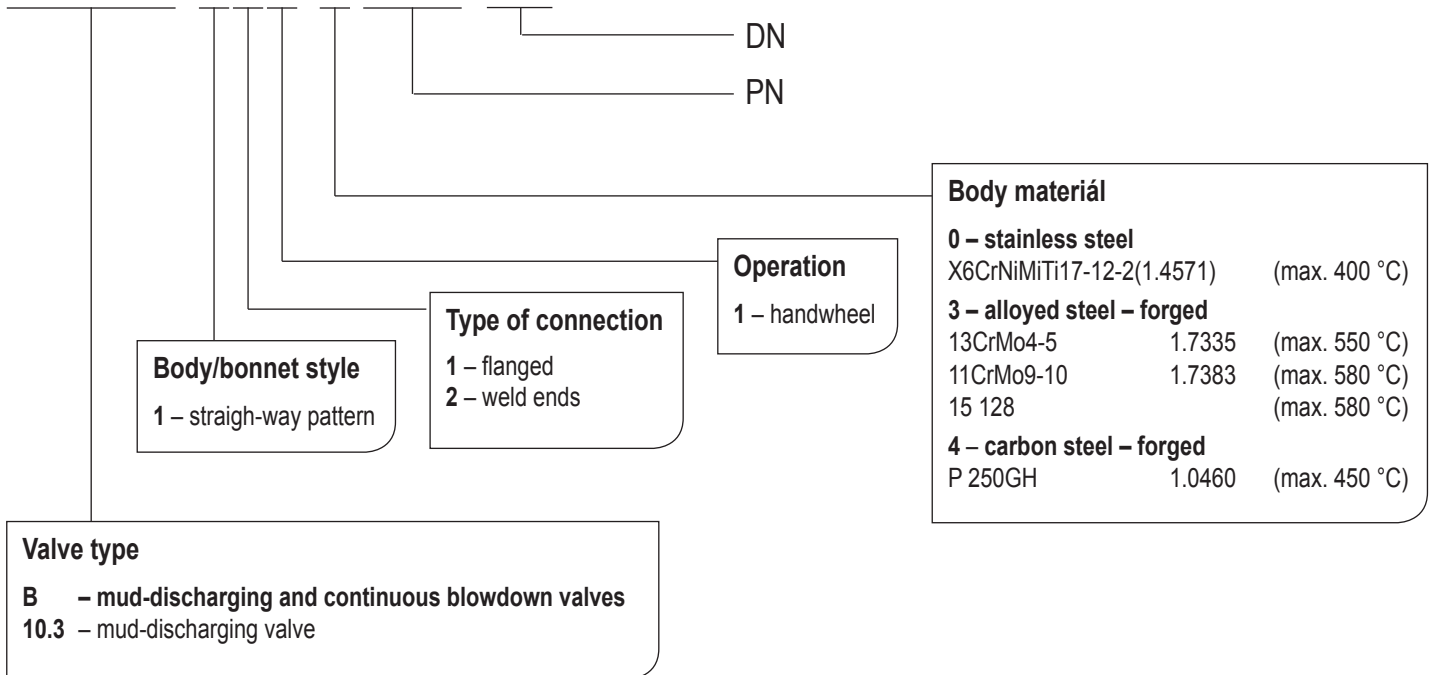 DN
PN
Body materiál
0 – stainless steel
X6CrNiMiTi17-12-2(1.4571) (max. 400 °C)
3 – alloyed steel – forged
13CrMo4-5 1.7335 (max. 550 °C)
11CrMo9-10 1.7383 (max. 580 °C)
15 128 (max. 580 °C)
4 – carbon steel – forged
P 250GH 1.0460 (max. 450 °C)
Operation
1 – handwheel
Type of connection
1 – flanged
2 – weld ends
Body/bonnet style
1 – straigh-way pattern
Valve type
B – mud-discharging and continuous blowdown valves
10.3 – mud-discharging valve